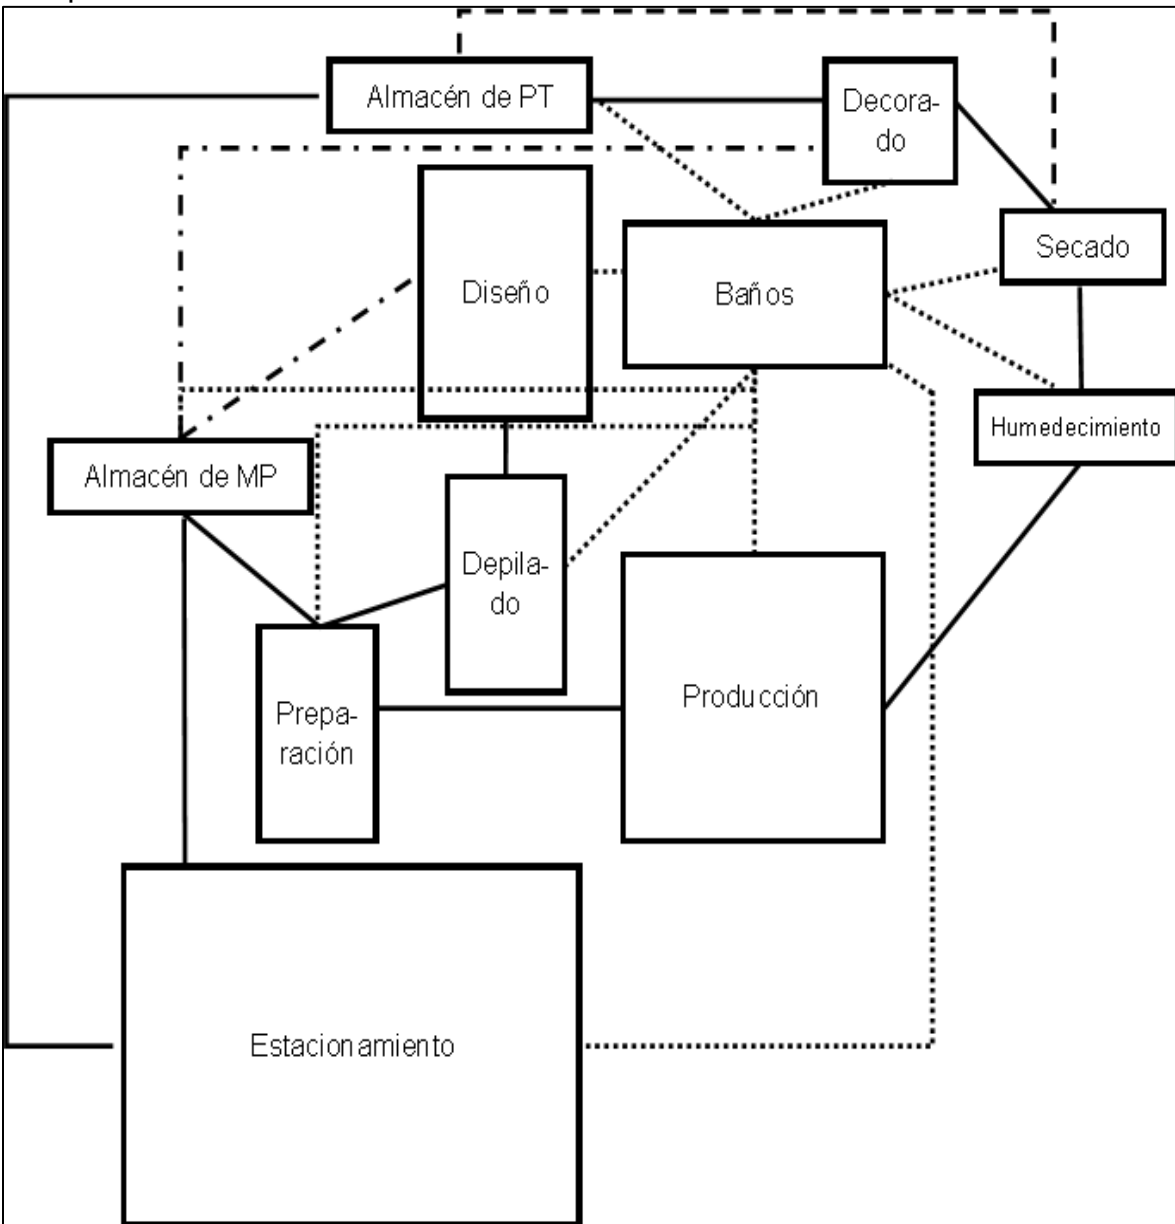 Almacén de PT
Decora-
do
Secado
Diseño
Baños
Humedecimiento
Almacén de MP
Depila-
do
Prepa-
ración
Producción
Estacionamiento